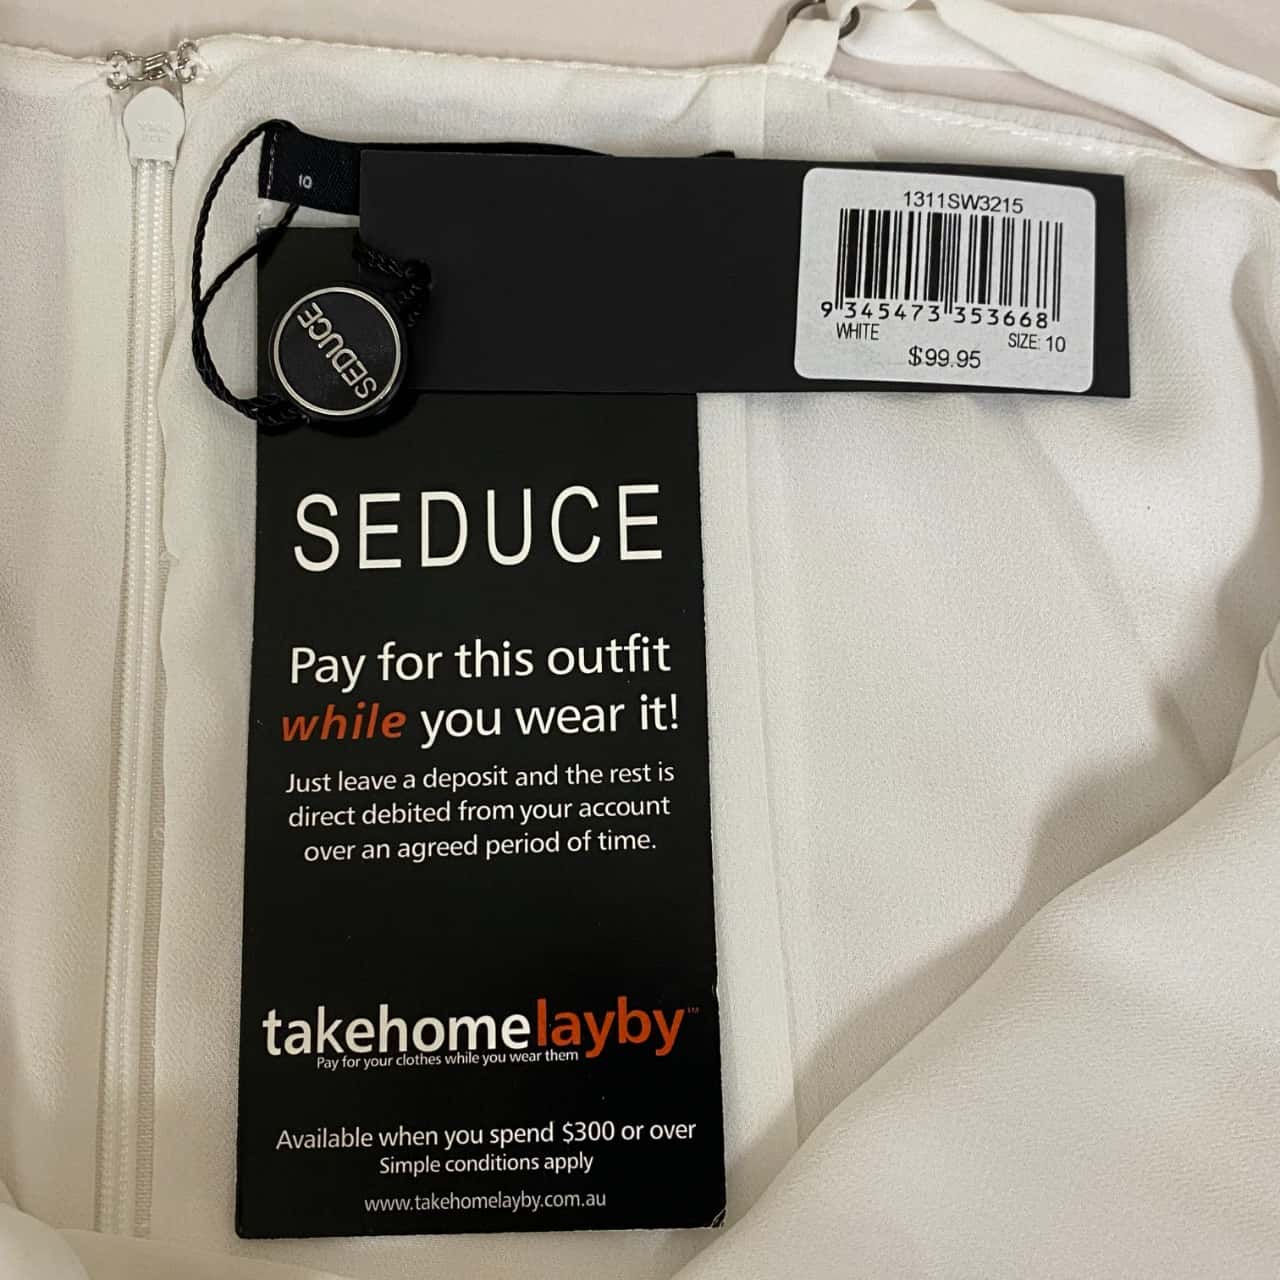 10
1311SW3215
9 345473 353668
WHITE
SIZE: 10
$99.95
SEDUCE
SEDUCE
Pay for this outfit
while you wear it!
Just leave a deposit and the rest is
direct debited from your account
over an agreed period of time.
takehomelayby™
Pay for your clothes while you wear them
Available when you spend $300 or over
Simple conditions apply
www.takehomelayby.com.au